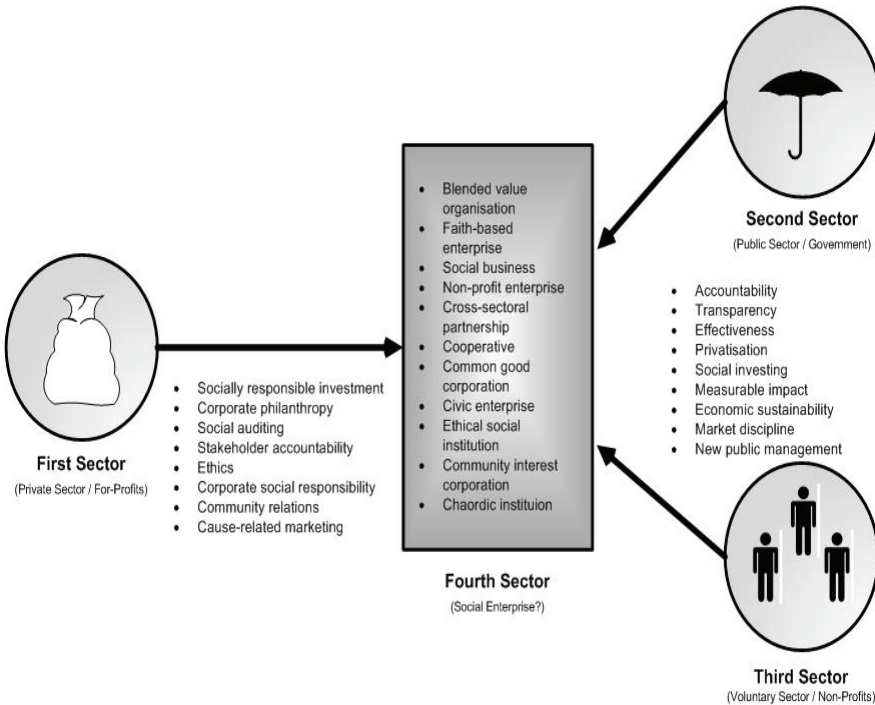 First Sector
(Private Sector / For-Profits)
• Socially responsible investment
• Corporate philanthropy
• Social auditing
• Stakeholder accountability
• Ethics
• Corporate social responsibility
• Community relations
• Cause-related marketing
• Blended value
organisation
• Faith-based
enterprise
• Social business
• Non-profit enterprise
• Cross-sectoral
partnership
• Cooperative
• Common good
corporation
• Civic enterprise
• Ethical social
institution
• Community interest
corporation
• Chaordic instituion
Fourth Sector
(Social Enterprise?)
Second Sector
(Public Sector / Government)
• Accountability
• Transparency
• Effectiveness
• Privatisation
• Social investing
• Measurable impact
• Economic sustainability
• Market discipline
• New public management
Third Sector
(Voluntary Sector / Non-Profits)